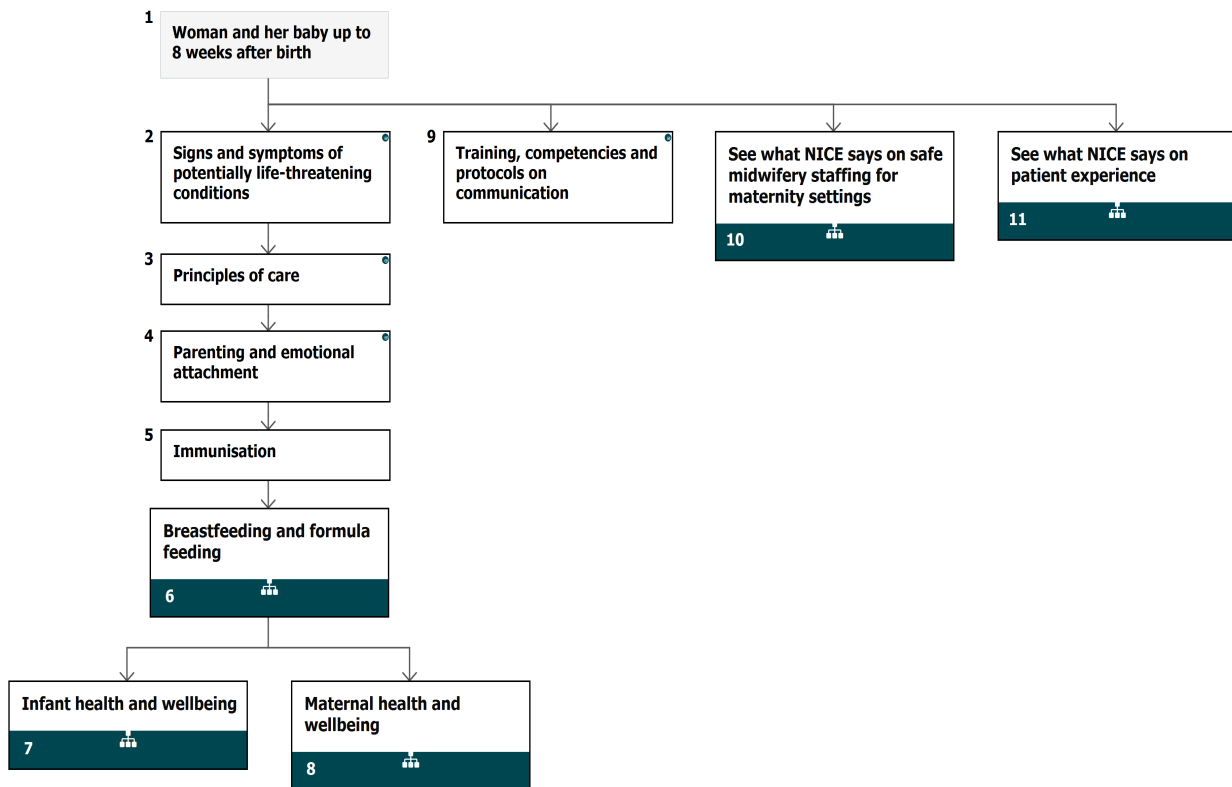 1
Woman and her baby up to
8 weeks after birth
2
Signs and symptoms of
potentially life-threatening
conditions
9
Training, competencies and
protocols on
communication
See what NICE says on safe
midwifery staffing for
maternity settings
10
See what NICE says on
patient experience
11
3
Principles of care
4
Parenting and emotional
attachment
5
Immunisation
Breastfeeding and formula
feeding
6
Infant health and wellbeing
7
Maternal health and
wellbeing
8